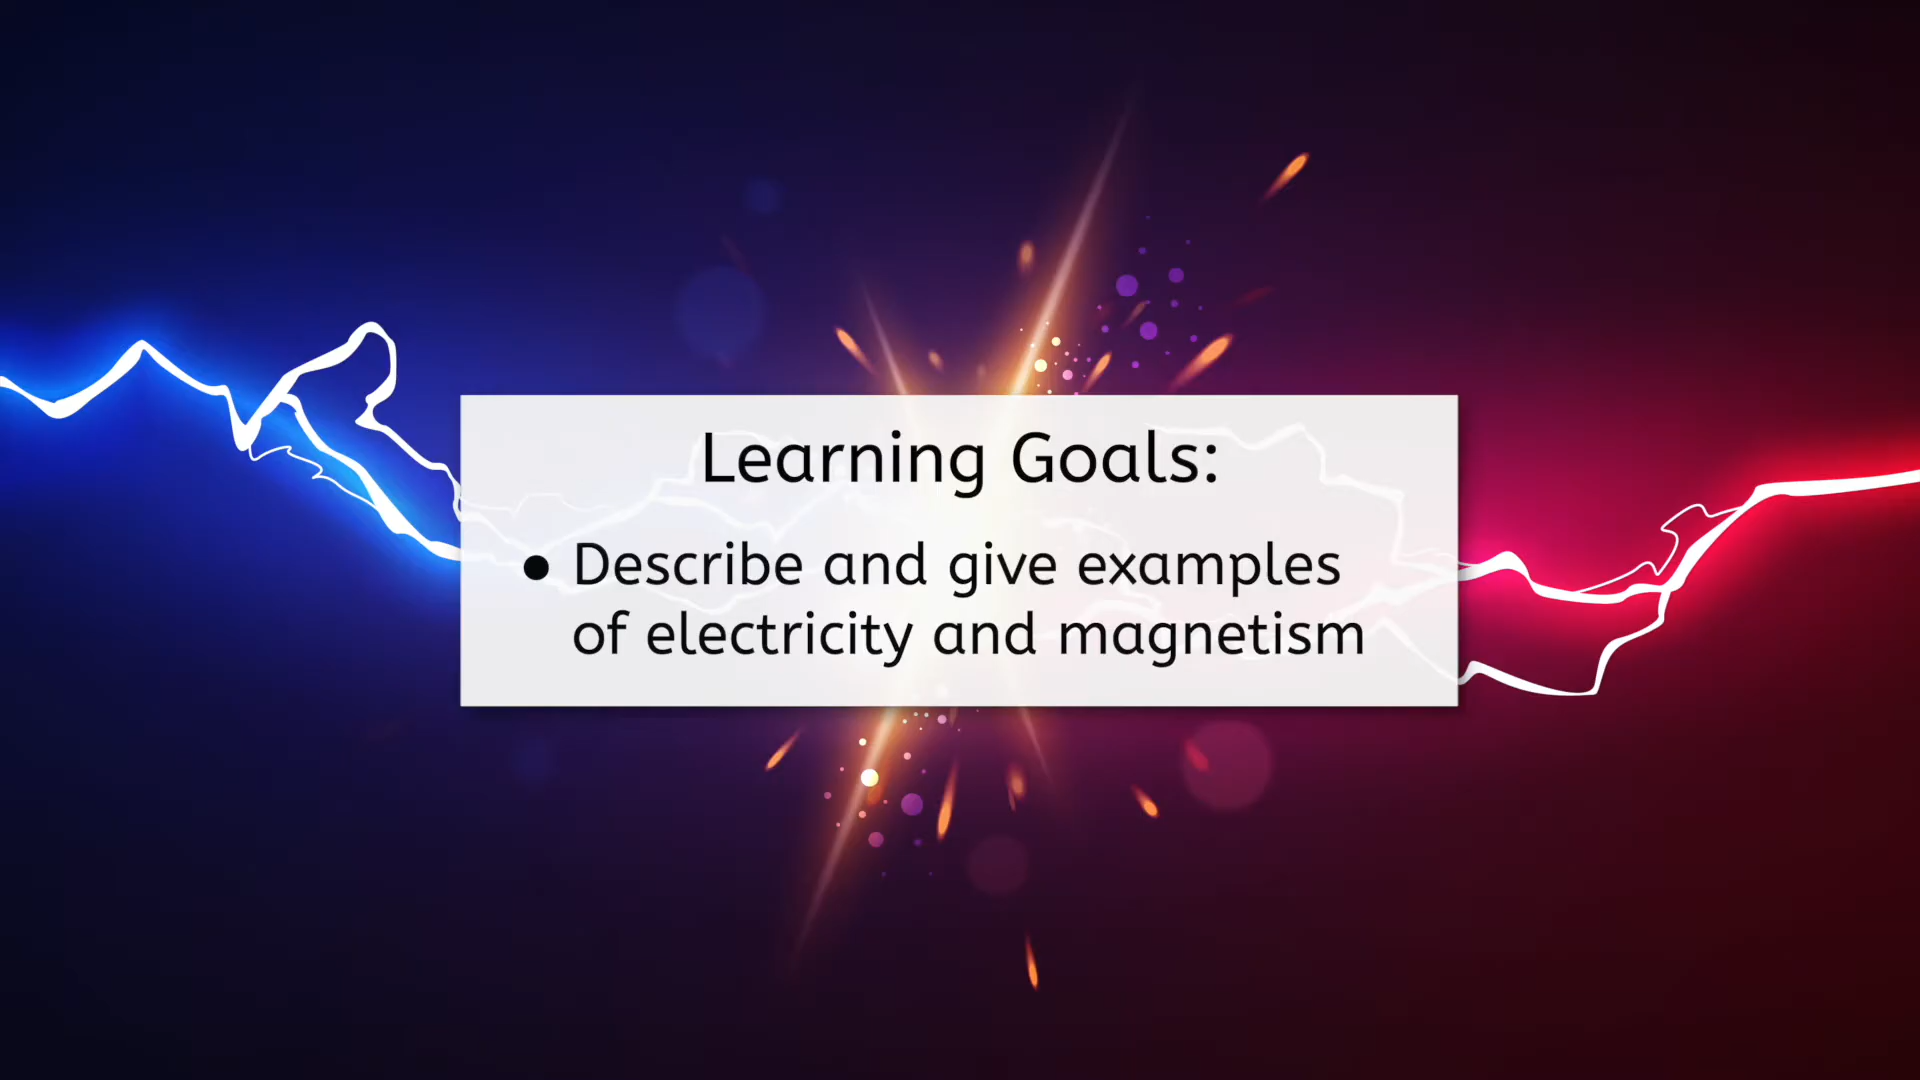 Learning Goals:
● Describe and give examples
of electricity and magnetism